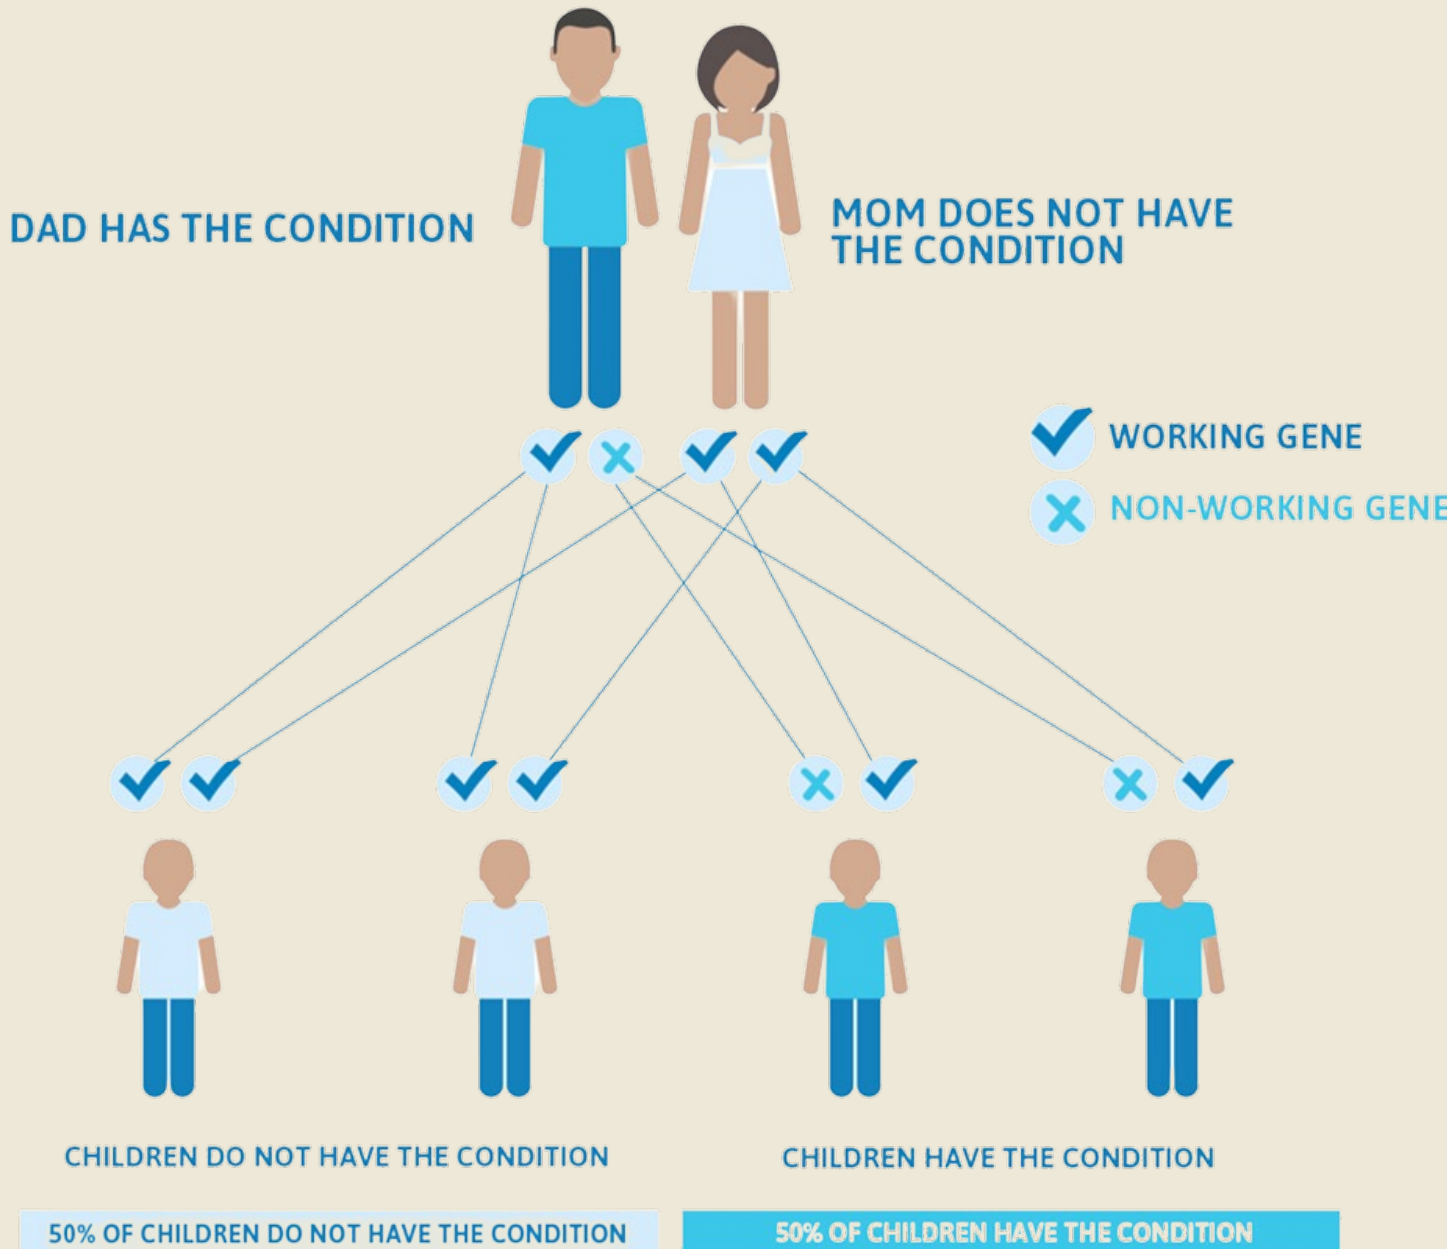 DAD HAS THE CONDITION
MOM DOES NOT HAVE
THE CONDITION
WORKING GENE
NON-WORKING GENE
CHILDREN DO NOT HAVE THE CONDITION
CHILDREN HAVE THE CONDITION
50% OF CHILDREN DO NOT HAVE THE CONDITION
50% OF CHILDREN HAVE THE CONDITION